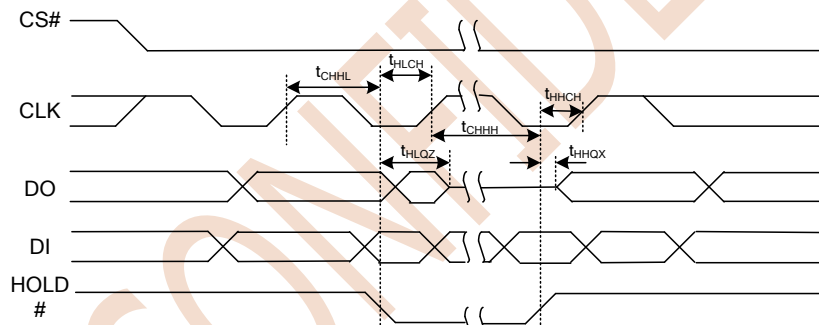 CS#
tCHHL
tHLCH
CLK
tHHCH
tCHHH
tHLQZ
tHHQX
DO
DI
HOLD
#